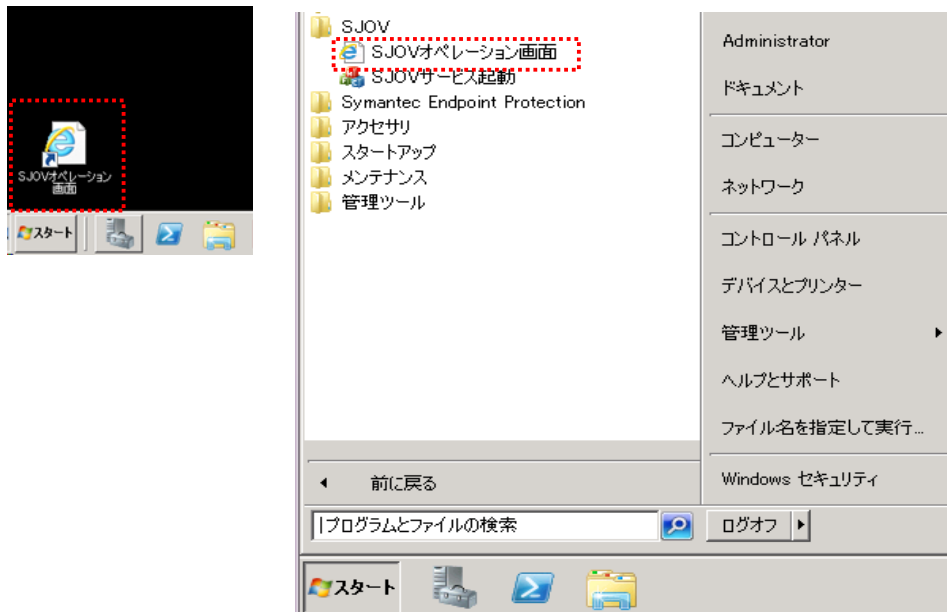 SJOVオペレーション
画面
スタート
SJOV
SJOVオペレーション画面
SJOVサービス起動
Symantec Endpoint Protection
アクセサリ
スタートアップ
メンテナンス
管理ツール
前に戻る
プログラムとファイルの検索
Administrator
ドキュメント
コンピューター
ネットワーク
コントロール パネル
デバイスとプリンター
管理ツール
ヘルプとサポート
ファイル名を指定して実行...
Windows セキュリティ
ログオフ
スタート